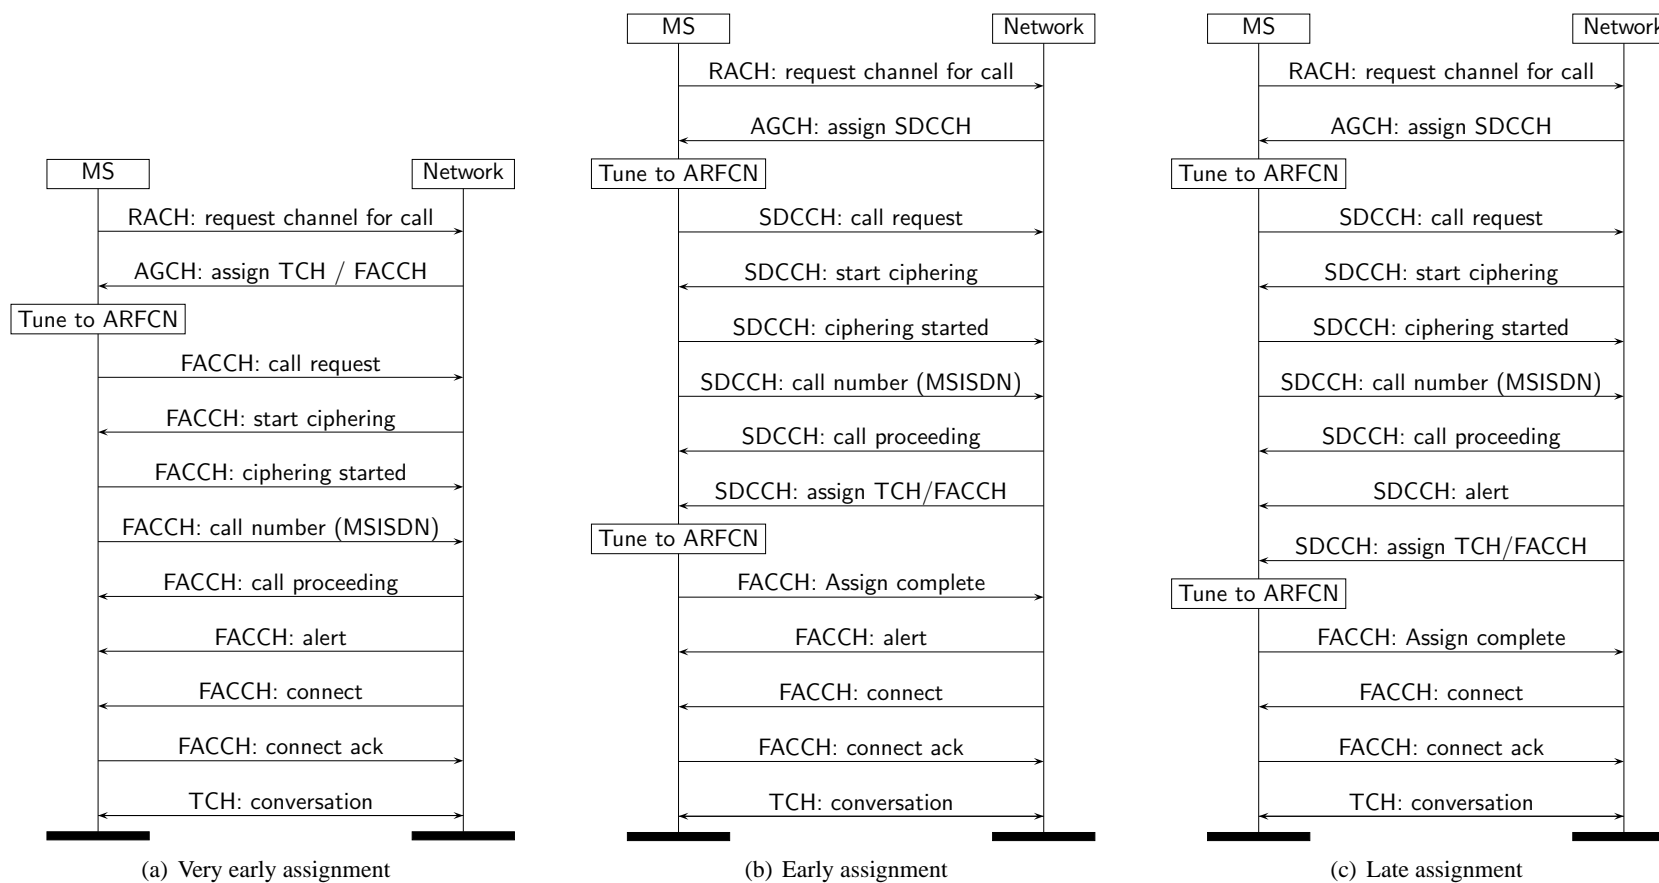 MS
Network
RACH: request channel for call
AGCH: assign TCH / FACCH
Tune to ARFCN
FACCH: call request
FACCH: start ciphering
FACCH: ciphering started
FACCH: call number (MSISDN)
FACCH: call proceeding
FACCH: alert
FACCH: connect
FACCH: connect ack
TCH: conversation
(a) Very early assignment
MS
Network
RACH: request channel for call
AGCH: assign SDCCH
Tune to ARFCN
SDCCH: call request
SDCCH: start ciphering
SDCCH: ciphering started
SDCCH: call number (MSISDN)
SDCCH: call proceeding
SDCCH: assign TCH/FACCH
Tune to ARFCN
FACCH: Assign complete
FACCH: alert
FACCH: connect
FACCH: connect ack
TCH: conversation
(b) Early assignment
MS
Network
RACH: request channel for call
AGCH: assign SDCCH
Tune to ARFCN
SDCCH: call request
SDCCH: start ciphering
SDCCH: ciphering started
SDCCH: call number (MSISDN)
SDCCH: call proceeding
SDCCH: alert
SDCCH: assign TCH/FACCH
Tune to ARFCN
FACCH: Assign complete
FACCH: connect
FACCH: connect ack
TCH: conversation
(c) Late assignment